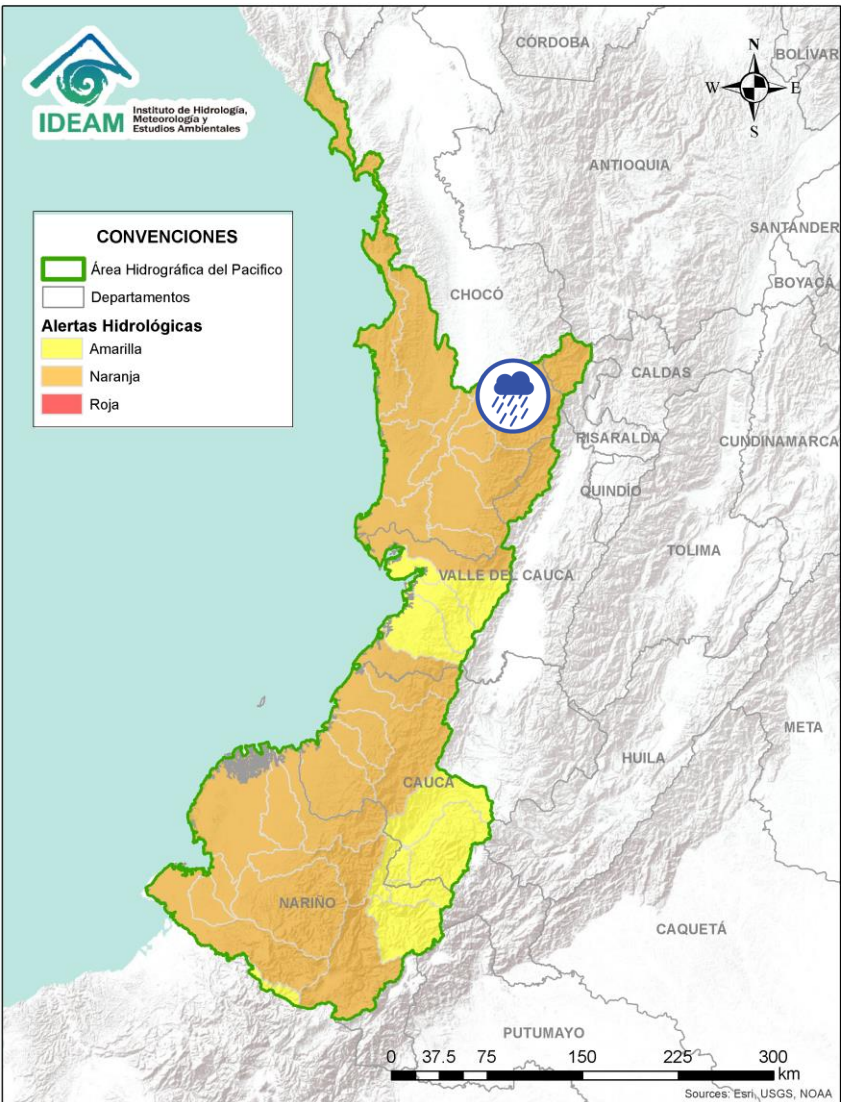 IDEAM
Instituto de Hidrología,
Meteorología y
Estudios Ambientales
N
W
E
S
CONVENCIONES
Área Hidrográfica del Pacifico
Departamentos
Alertas Hidrológicas
Amarilla
Naranja
Roja
CÓRDOBA
BOLIVAR
ANTIOQUIA
SANTANDER
BOYACÁ
CHOCÓ
CALDAS
RISARALDA
CUNDINAMARCA
QUINDÍO
TOLIMA
VALLE DEL CAUCA
META
HUILA
CAUCA
NARIÑO
CAQUETÁ
PUTUMAYO
0 37.5 75 150 225 300
km
Sources: Esri, USGS, NOAA